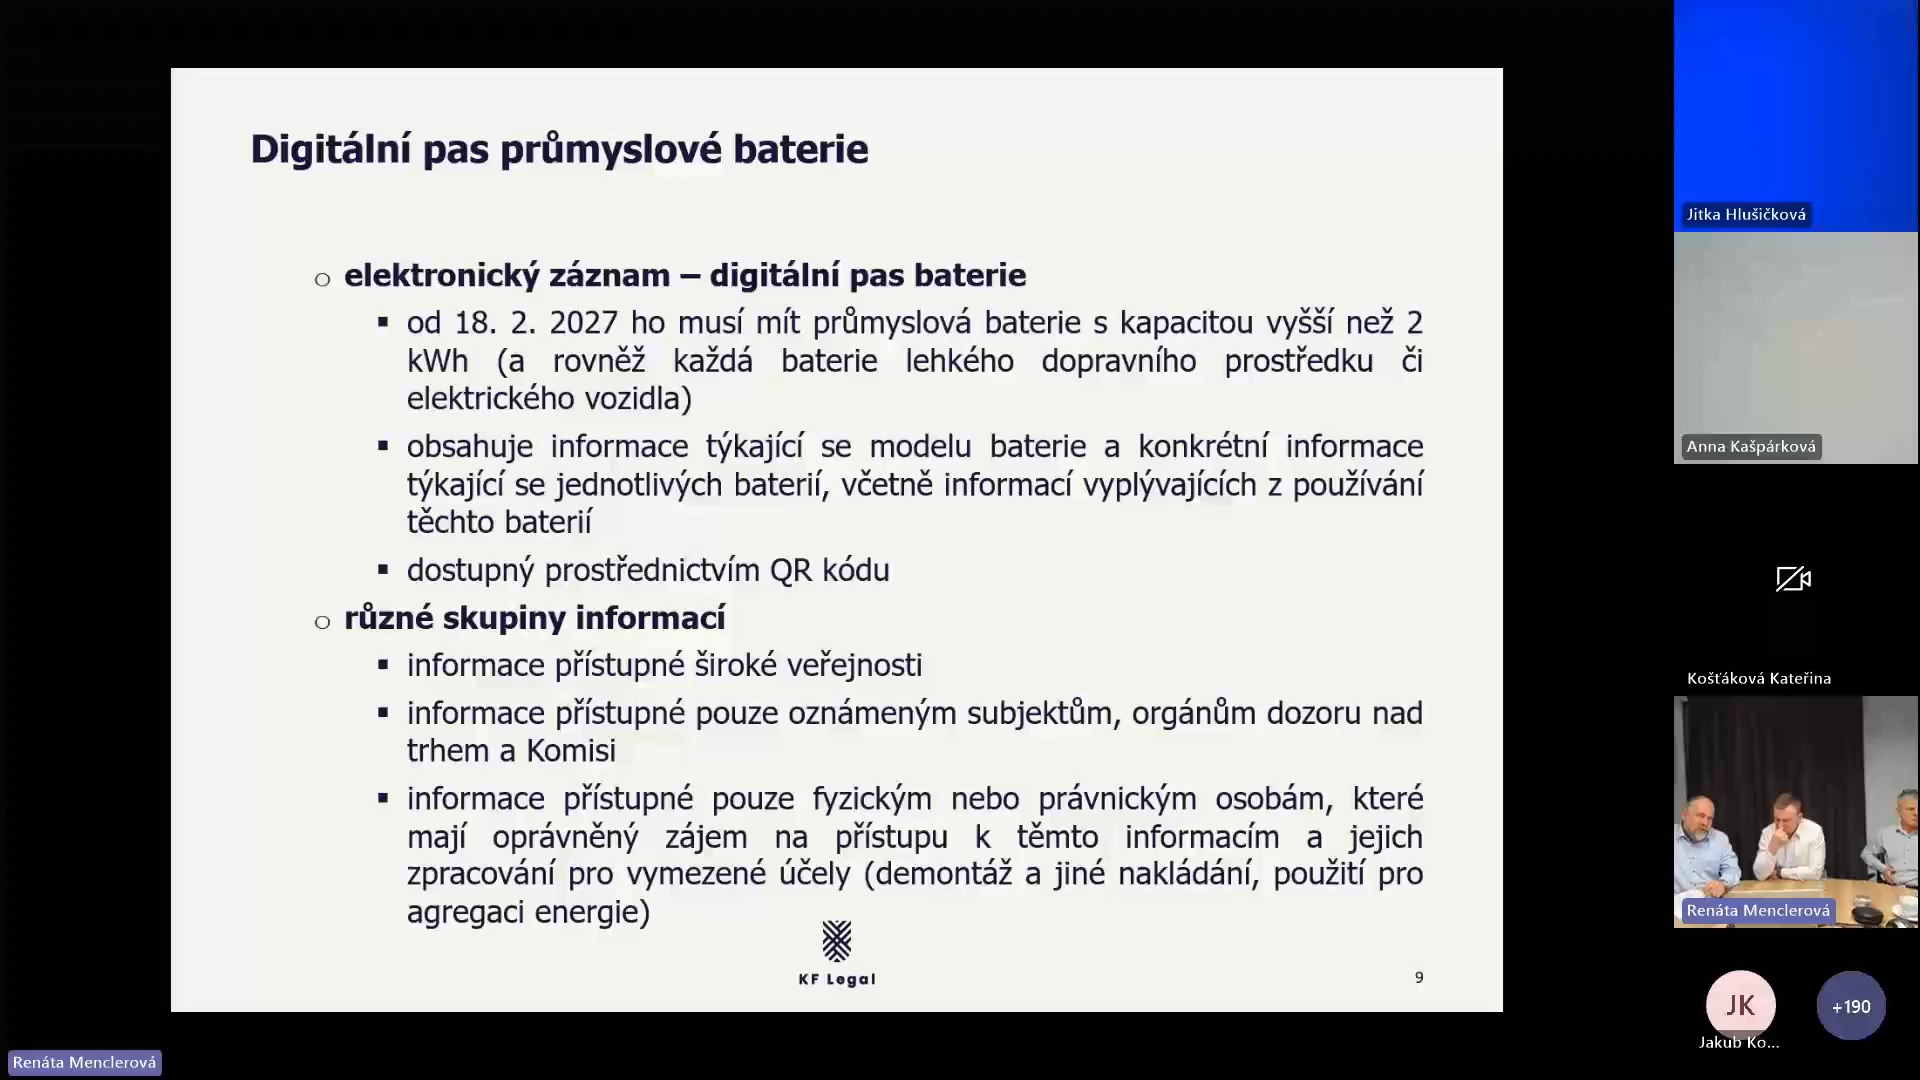 Digitální pas průmyslové baterie
o elektronický záznam – digitální pas baterie
▪ od 18. 2. 2027 ho musí mít průmyslová baterie s kapacitou vyšší než 2
kWh (a rovněž každá baterie lehkého dopravního prostředku či
elektrického vozidla)
▪ obsahuje informace týkající se modelu baterie a konkrétní informace
týkající se jednotlivých baterií, včetně informací vyplývajících z používání
těchto baterií
▪ dostupný prostřednictvím QR kódu
o různé skupiny informací
▪ informace přístupné široké veřejnosti
▪ informace přístupné pouze oznámeným subjektům, orgánům dozoru nad
trhem a Komisi
▪ informace přístupné pouze fyzickým nebo právnickým osobám, které
mají oprávněný zájem na přístupu k těmto informacím a jejich
zpracování pro vymezené účely (demontáž a jiné nakládání, použití pro
agregaci energie)
KF Legal
9
Jitka Hlušičková
Anna Kašpárková
Košťáková Kateřina
Renáta Menclerová
JK
Jakub Ko...
+190
Renáta Menclerová